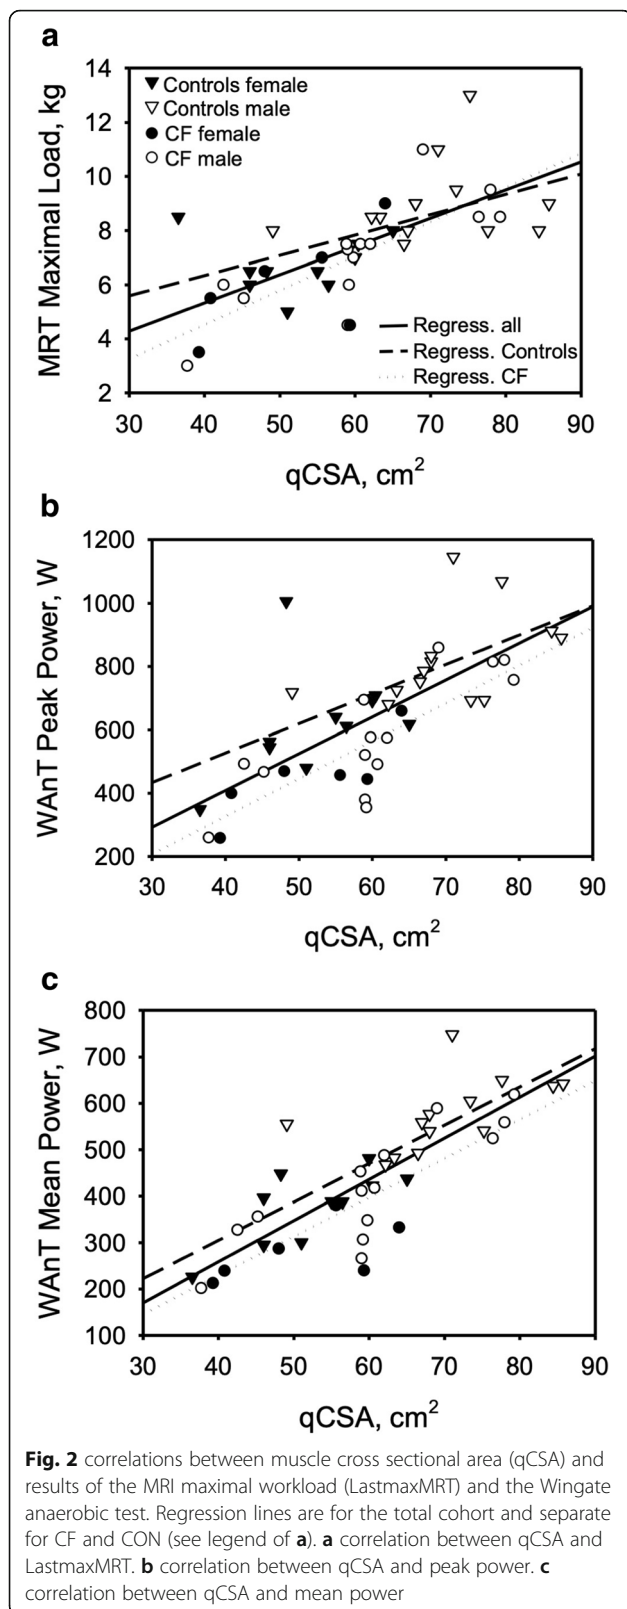 a
MRT Maximal Load, kg
14
12
10
8
6
4
2
Controls female
Controls male
CF female
CF male
Regress. all
Regress. Controls
Regress. CF
30 40 50 60 70 80 90
qCSA, cm²
b
WAnT Peak Power, W
1200
1000
800
600
400
200
30 40 50 60 70 80 90
qCSA, cm²
c
WAnT Mean Power, W
800
700
600
500
400
300
200
100
30 40 50 60 70 80 90
qCSA, cm²
Fig. 2 correlations between muscle cross sectional area (qCSA) and
results of the MRI maximal workload (LastmaxMRT) and the Wingate
anaerobic test. Regression lines are for the total cohort and separate
for CF and CON (see legend of a). a correlation between qCSA and
LastmaxMRT. b correlation between qCSA and peak power. c
correlation between qCSA and mean power